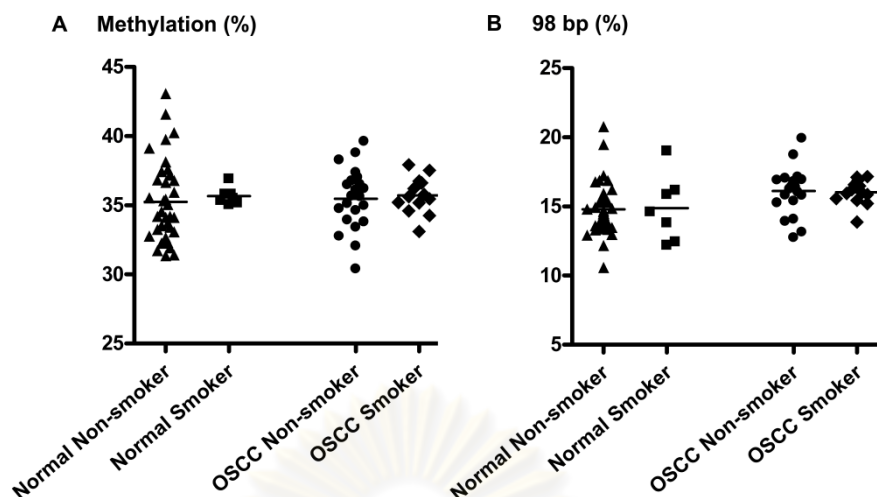 A Methylation (%)
45
40
35
30
25
Normal Non-smoker
Normal Smoker
OSCC Non-smoker
OSCC Smoker
B 98 bp (%)
25
20
15
10
5
Normal Non-smoker
Normal Smoker
OSCC Non-smoker
OSCC Smoker